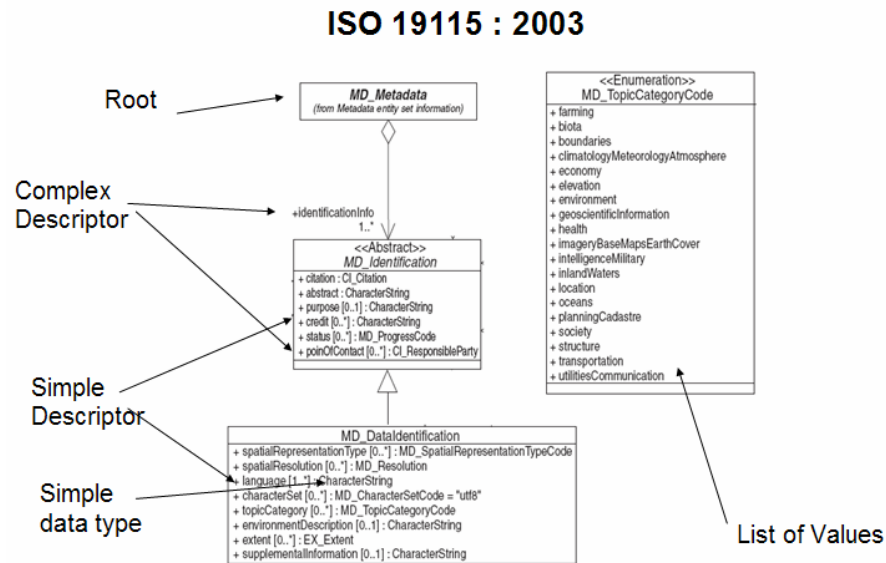 ISO 19115 : 2003
Root
MD_Metadata
(from Metadata entity set information)
Complex
Descriptor
+identificationInfo
1..*
<<Abstract>>
MD_Identification
+ citation : CI_Citation
+ abstract : CharacterString
+ purpose [0..1] : CharacterString
+ credit [0..*] : CharacterString
+ status [0..*] : MD_ProgressCode
+ poinOfContact [0..*] : CI_ResponsibleParty
Simple
Descriptor
Simple
data type
MD_DataIdentification
+ spatialRepresentationType [0..*] : MD_SpatialRepresentationTypeCode
+ spatialResolution [0..*] : MD_Resolution
+ language [1..*] : CharacterString
+ characterSet [0..*] : MD_CharacterSetCode = "utf8"
+ topicCategory [0..*] : MD_TopicCategoryCode
+ environmentDescription [0..1] : CharacterString
+ extent [0..*] : EX_Extent
+ supplementalInformation [0..1] : CharacterString
<<Enumeration>>
MD_TopicCategoryCode
+ farming
+ biota
+ boundaries
+ climatologyMeteorologyAtmosphere
+ economy
+ elevation
+ environment
+ geoscientificInformation
+ health
+ imageryBaseMapsEarthCover
+ intelligenceMilitary
+ inlandWaters
+ location
+ oceans
+ planningCadastre
+ society
+ structure
+ transportation
+ utilitiesCommunication
List of Values